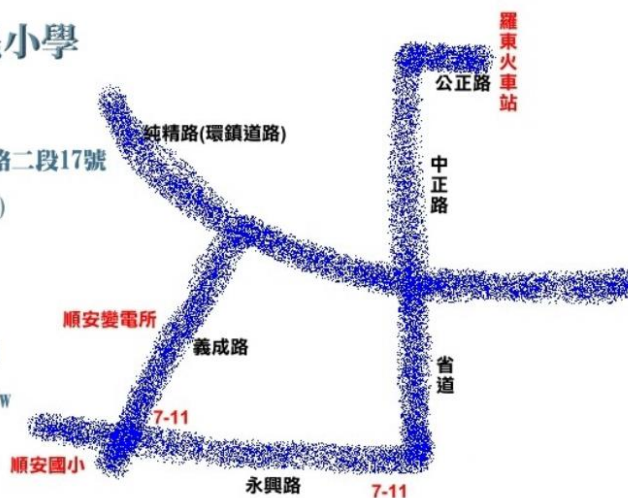 小學
羅東火車站
公正路
純精路(環鎮道路)
路二段17號
中正路
)
順安變電所
義成路
省道
w
7-11
順安國小
永興路
7-11